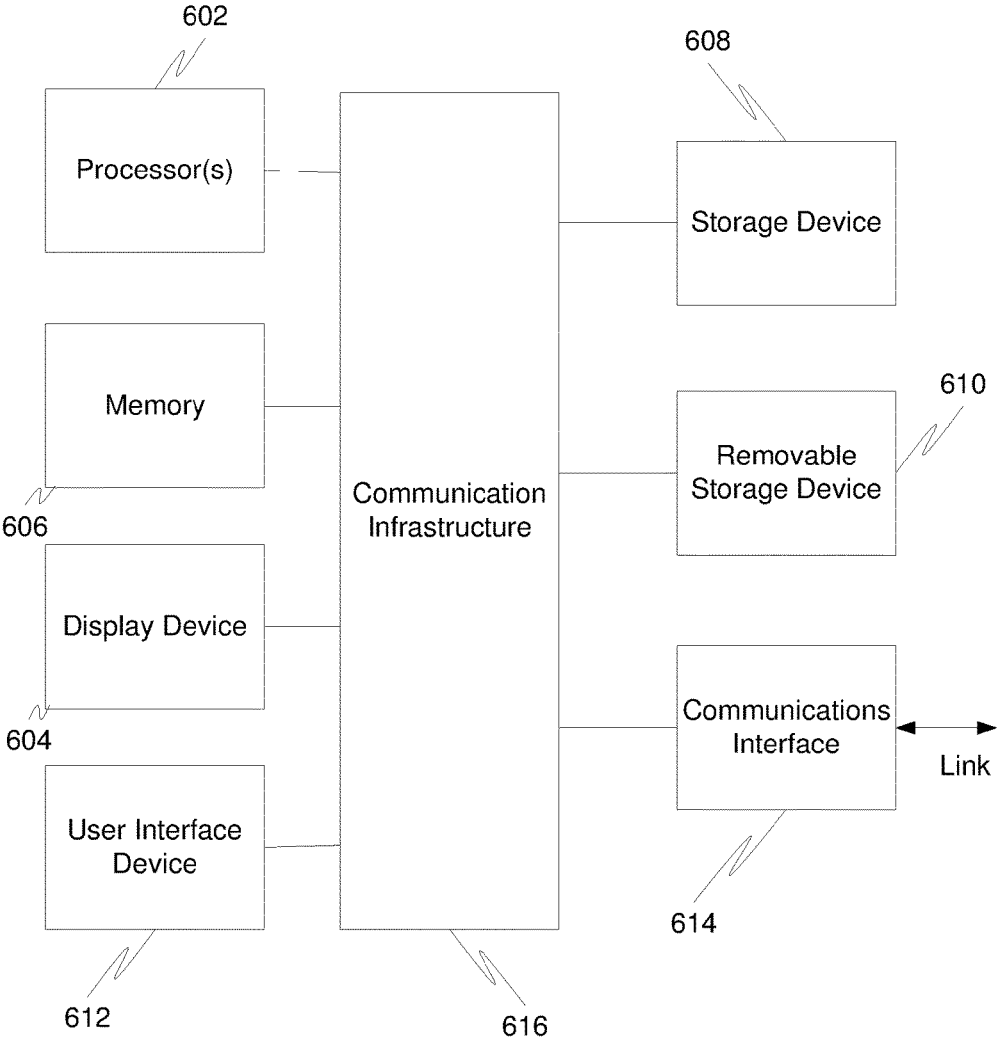 602
608
Processor(s)
Storage Device
610
Memory
Removable
Storage Device
606
Communication
Infrastructure
Display Device
604
Communications
Interface
Link
User Interface
Device
614
612
616